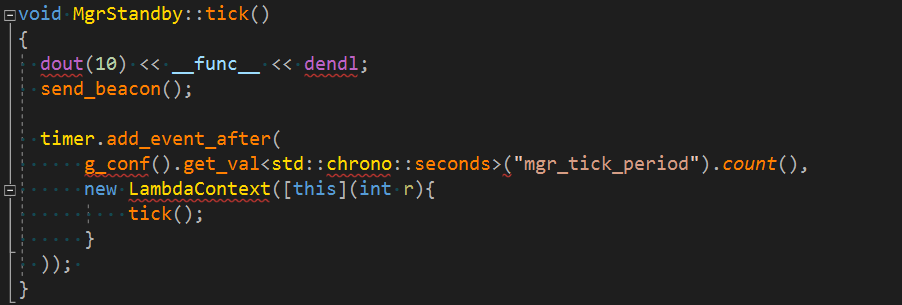 void MgrStandby::tick()
{
  dout(10) << __func__ << dendl;
  send_beacon();

  timer.add_event_after(
      g_conf().get_val<std::chrono::seconds>("mgr_tick_period").count(),
      new LambdaContext([this](int r){
          tick();
      }
  ));
}